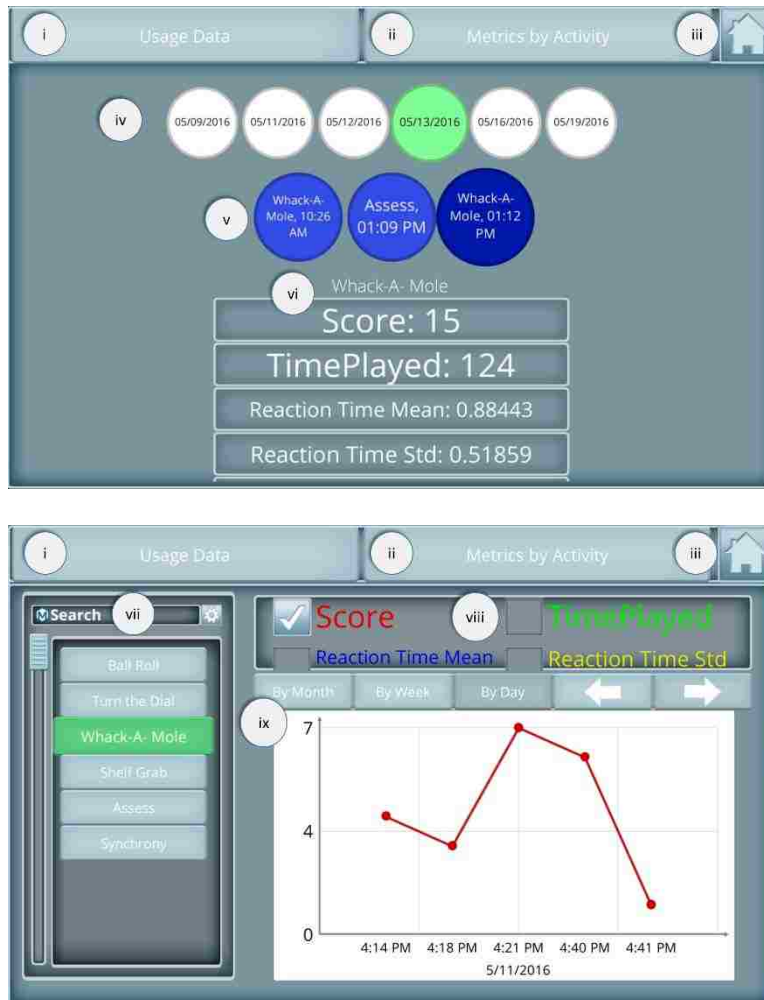 i Usage Data ii Metrics by Activity iii
iv 05/09/2016 05/11/2016 05/12/2016 05/13/2016 05/16/2016 05/19/2016
v
Whack-A-
Mole, 10:26
AM
Assess,
01:09 PM
Whack-A-
Mole, 01:12
PM
vi Whack-A- Mole
Score: 15
TimePlayed: 124
Reaction Time Mean: 0.88443
Reaction Time Std: 0.51859
i Usage Data ii Metrics by Activity iii
Search vii
Ball Roll
Turn the Dial
Whack-A- Mole
Shelf Grab
Assess
Synchrony
Score viii TimePlayed
Reaction Time Mean Reaction Time Std
By Month By Week By Day
ix
7
4
0
4:14 PM 4:18 PM 4:21 PM 4:40 PM 4:41 PM
5/11/2016